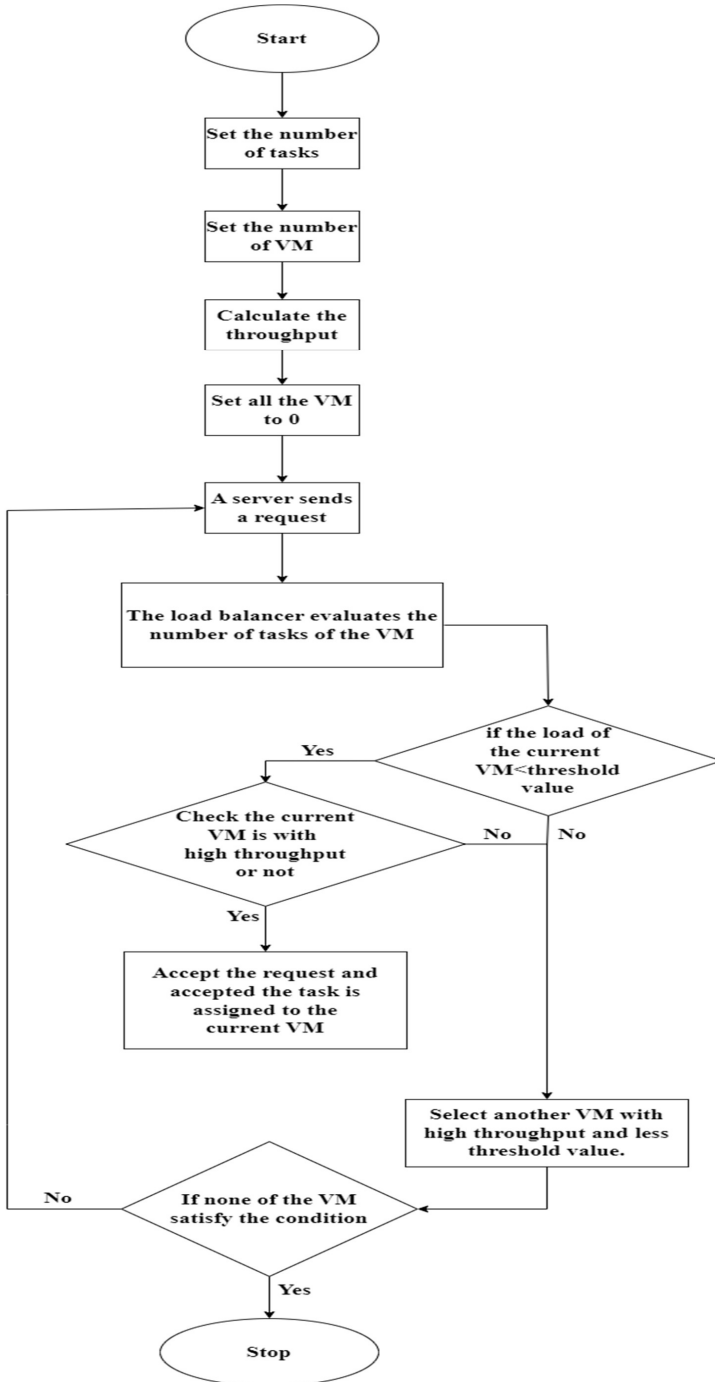 Start
Set the number
of tasks
Set the number
of VM
Calculate the
throughput
Set all the VM
to 0
A server sends
a request
The load balancer evaluates the
number of tasks of the VM
if the load of
the current
VM<threshold
value
Yes
Check the current
VM is with
high throughput
or not
No
No
Yes
Accept the request and
accepted the task is
assigned to the
current VM
Select another VM with
high throughput and less
threshold value.
If none of the VM
satisfy the condition
No
Yes
Stop